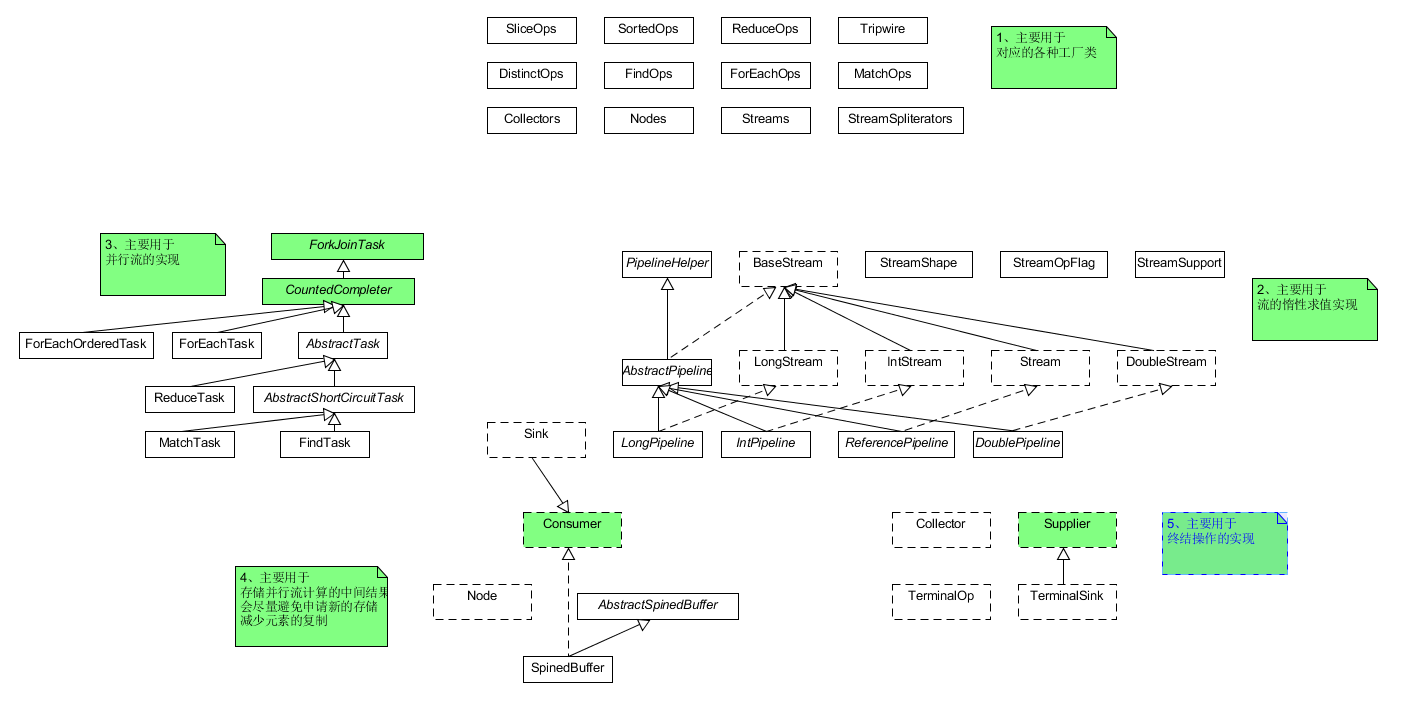 SliceOps
SortedOps
ReduceOps
Tripwire
1、主要用于
对应的各种工厂类
DistinctOps
FindOps
ForEachOps
MatchOps
Collectors
Nodes
Streams
StreamSpliterators
3、主要用于
并行流的实现
ForkJoinTask
CountedCompleter
ForEachOrderedTask
ForEachTask
AbstractTask
ReduceTask
AbstractShortCircuitTask
MatchTask
FindTask
PipelineHelper
BaseStream
StreamShape
StreamOpFlag
StreamSupport
2、主要用于
流的惰性求值实现
AbstractPipeline
LongStream
IntStream
Stream
DoubleStream
LongPipeline
IntPipeline
ReferencePipeline
DoublePipeline
Sink
Consumer
Collector
Supplier
5、主要用于
终结操作的实现
4、主要用于
存储并行流计算的中间结果
会尽量避免申请新的存储
减少元素的复制
Node
AbstractSpinedBuffer
TerminalOp
TerminalSink
SpinedBuffer